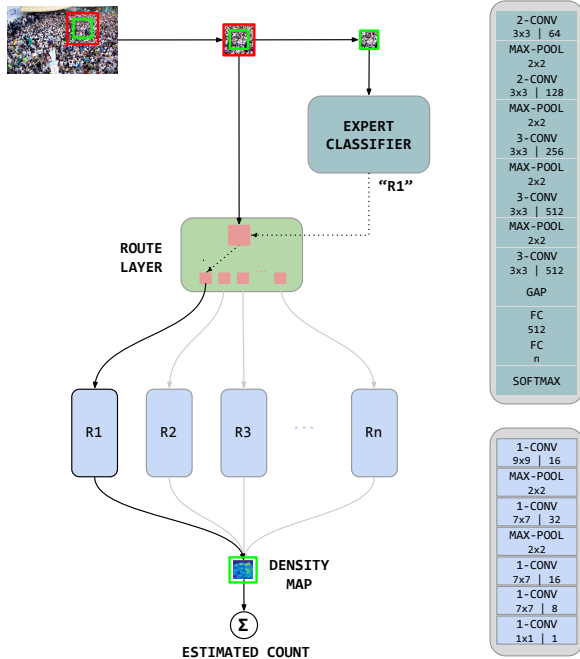 EXPERT
CLASSIFIER
“R1”
ROUTE
LAYER
...
R1
R2
R3
...
Rn
DENSITY
MAP
Σ
ESTIMATED COUNT
2-CONV
3x3 | 64
MAX-POOL
2x2
2-CONV
3x3 | 128
MAX-POOL
2x2
3-CONV
3x3 | 256
MAX-POOL
2x2
3-CONV
3x3 | 512
MAX-POOL
2x2
3-CONV
3x3 | 512
GAP
FC
512
FC
n
SOFTMAX
1-CONV
9x9 | 16
MAX-POOL
2x2
1-CONV
7x7 | 32
MAX-POOL
2x2
1-CONV
7x7 | 16
1-CONV
7x7 | 8
1-CONV
1x1 | 1